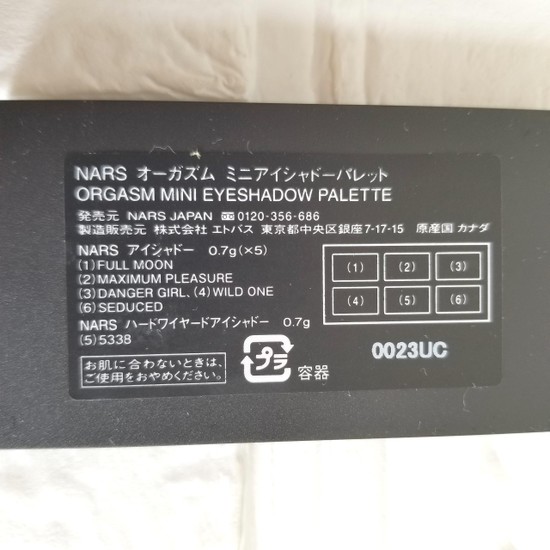 NARS オーガズム ミニアイシャドーパレット
ORGASM MINI EYESHADOW PALETTE
発売元 NARS JAPAN 0120-356-686
製造販売元 株式会社 エトバス 東京都中央区銀座7-17-15 原産国 カナダ
NARS アイシャドー 0.7g(×5)
(1)FULL MOON
(2)MAXIMUM PLEASURE
(3)DANGER GIRL, (4)WILD ONE
(6)SEDUCED
NARS ハードワイヤードアイシャドー 0.7g
(5)5338
(1) (2) (3)
(4) (5) (6)
お肌に合わないときは、
ご使用をおやめください。
プラ
容器
0023UC